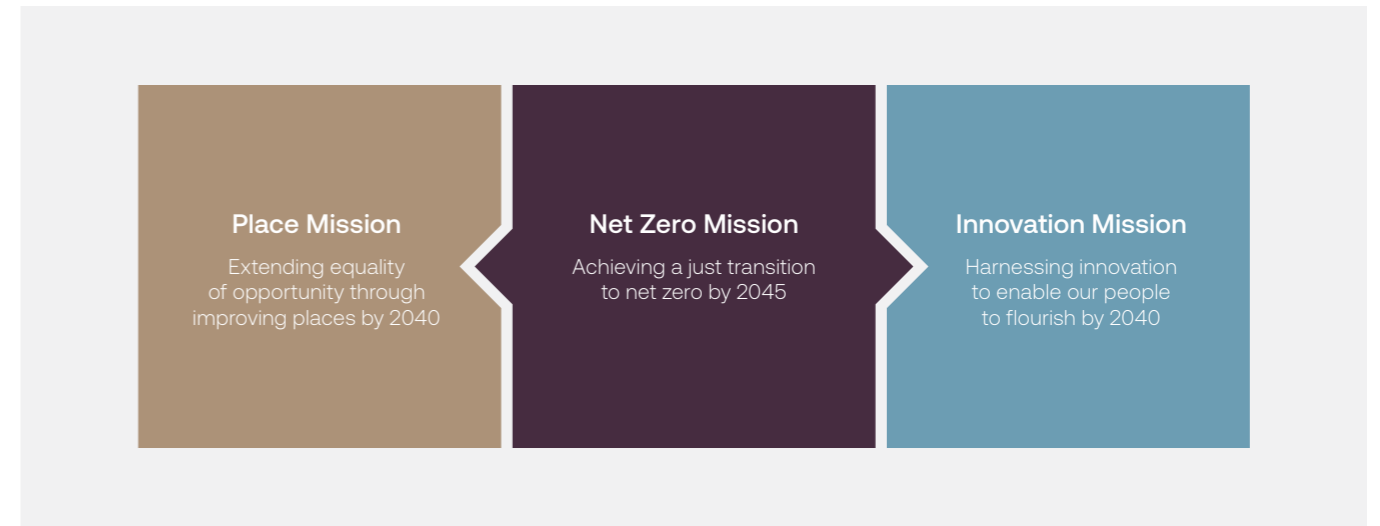 Place Mission
Extending equality
of opportunity through
improving places by 2040
Net Zero Mission
Achieving a just transition
to net zero by 2045
Innovation Mission
Harnessing innovation
to enable our people
to flourish by 2040